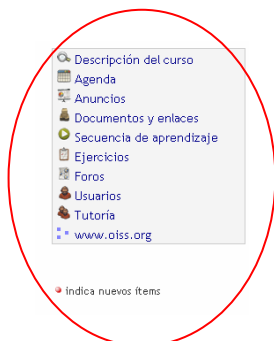 Descripción del curso
Agenda
Anuncios
Documentos y enlaces
Secuencia de aprendizaje
Ejercicios
Foros
Usuarios
Tutoría
www.oiss.org
indica nuevos ítems